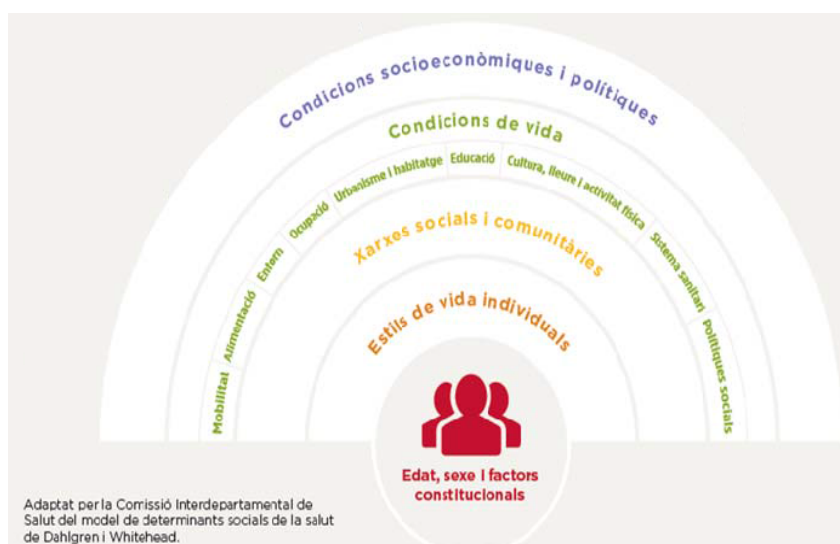 Condicions socioeconòmiques i polítiques
Condicions de vida
Mobilitat
Alimentació
Entorn
Ocupació
Urbanisme i habitatge
Educació
Cultura, lleure i activitat física
Sistema sanitari
Polítiques socials
Xarxes socials i comunitàries
Estils de vida individuals
Edat, sexe i factors
constitucionals
Adaptat per la Comissió Interdepartamental de
Salut del model de determinants socials de la salut
de Dahlgren i Whitehead.